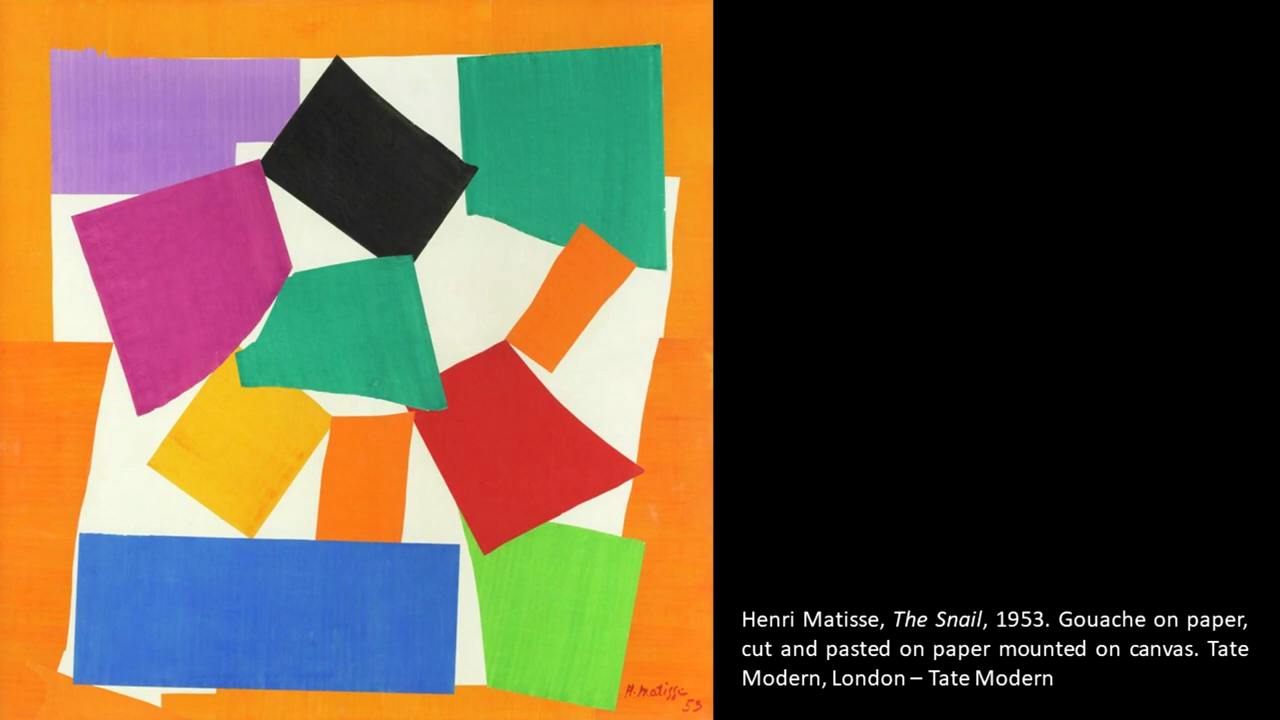 H. Matisse
53
Henri Matisse, The Snail, 1953. Gouache on paper,
cut and pasted on paper mounted on canvas. Tate
Modern, London – Tate Modern